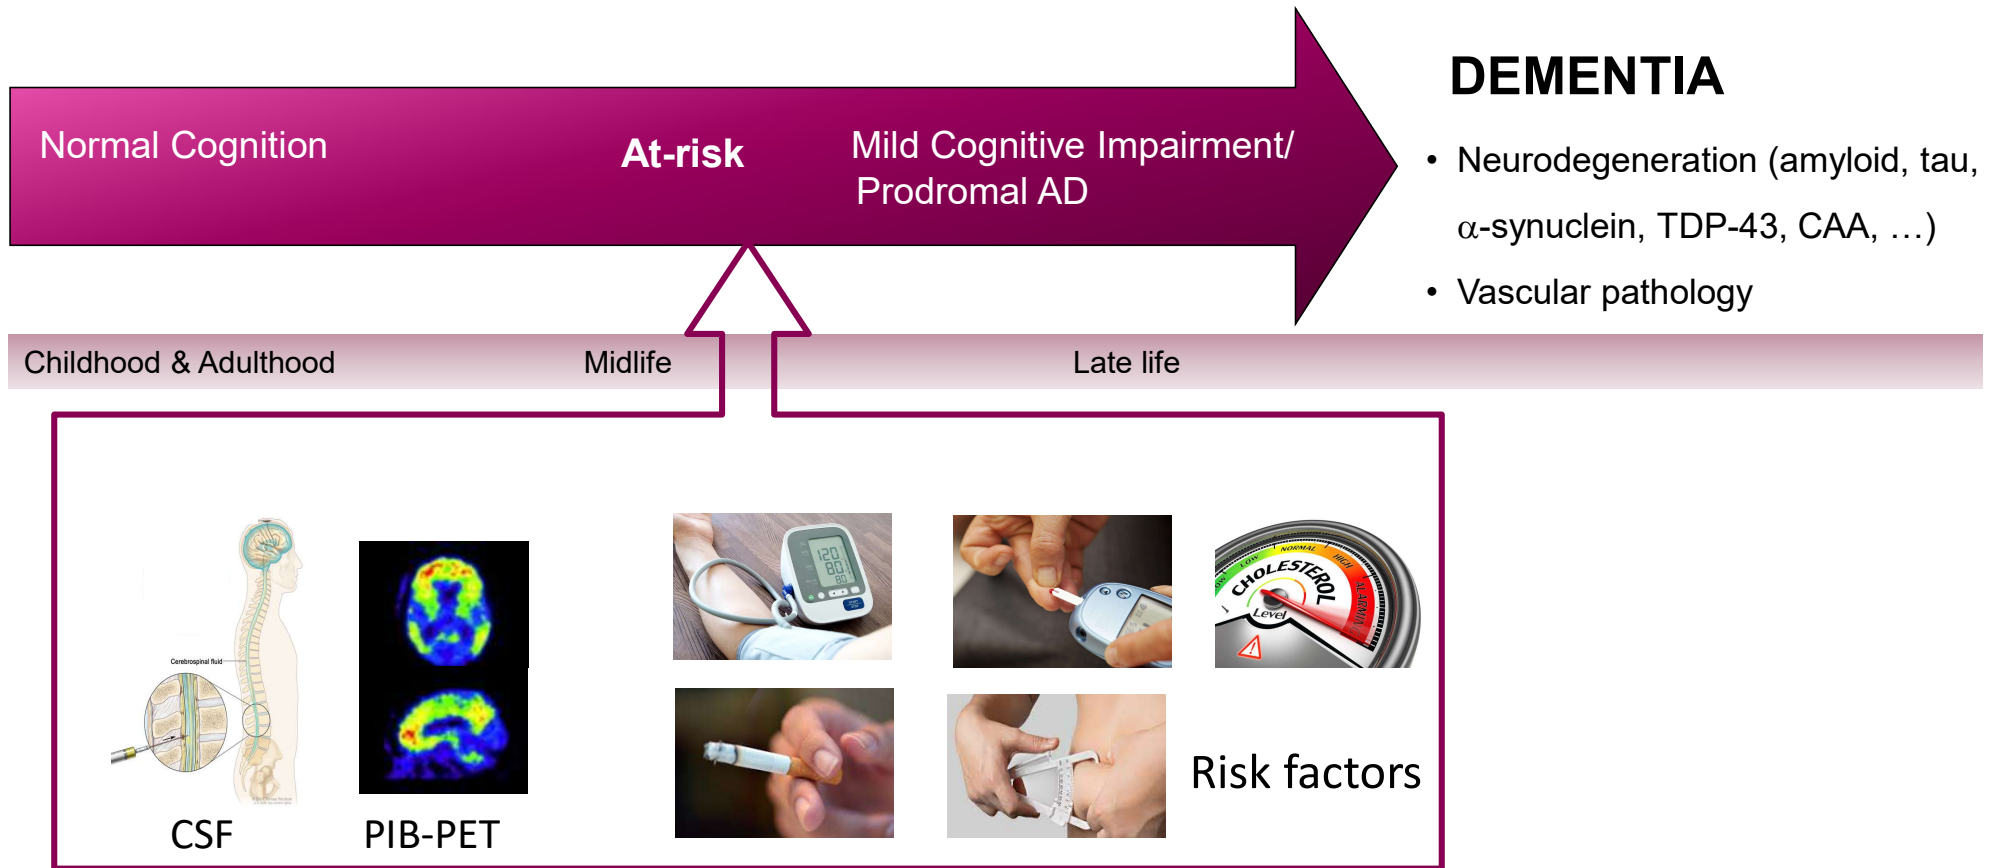 DEMENTIA
Normal Cognition
At-risk
Mild Cognitive Impairment/
Prodromal AD
• Neurodegeneration (amyloid, tau,
α-synuclein, TDP-43, CAA, …)
• Vascular pathology
Childhood & Adulthood
Midlife
Late life
Cerebrospinal fluid
120
80
LOW
NORMAL
HIGH
CHOLESTEROL
Level
Risk factors
CSF
PIB-PET